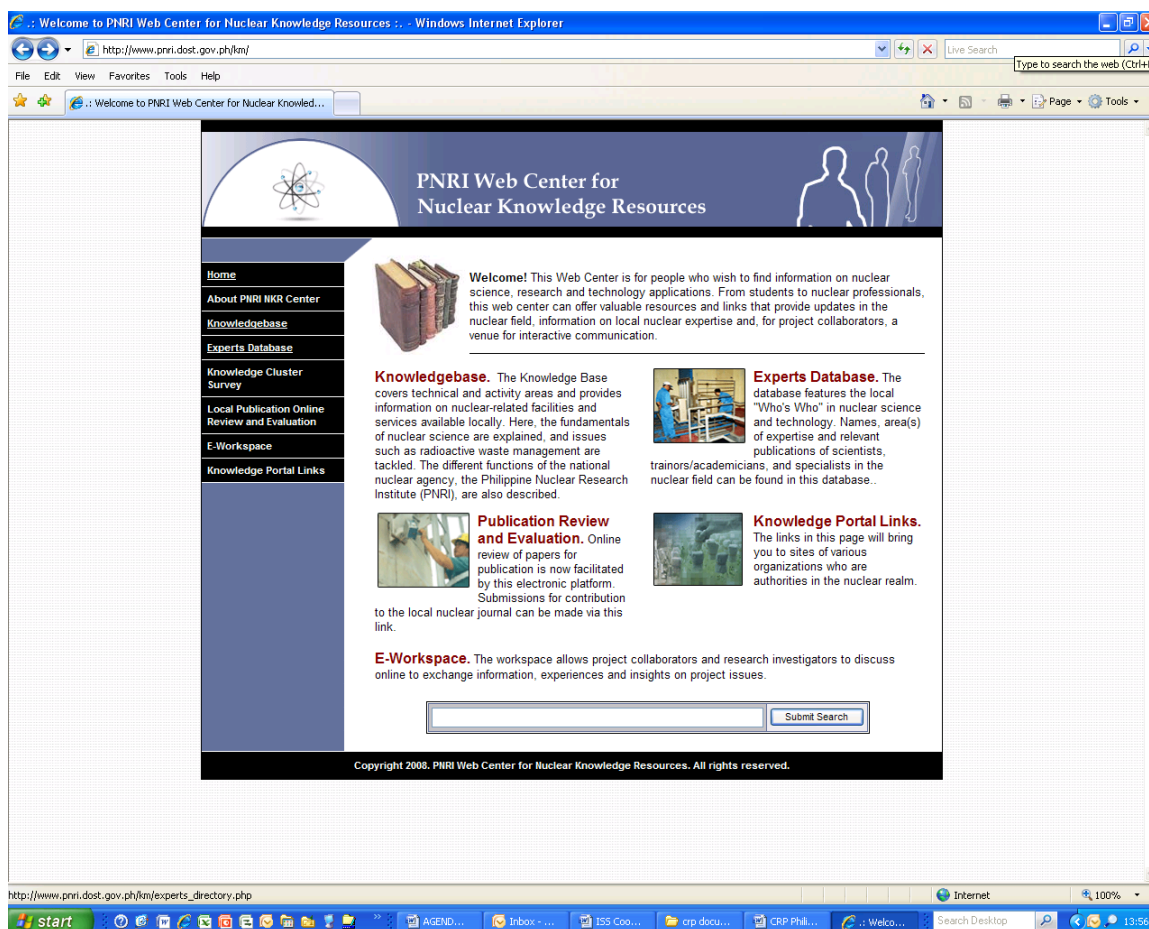 .: Welcome to PNRI Web Center for Nuclear Knowledge Resources :. - Windows Internet Explorer
http://www.pnri.dost.gov.ph/km/
Live Search
Type to search the web (Ctrl+
File Edit View Favorites Tools Help
.: Welcome to PNRI Web Center for Nuclear Knowled...
Page Tools
PNRI Web Center for
Nuclear Knowledge Resources
Home
About PNRI NKR Center
Knowledgebase
Experts Database
Knowledge Cluster
Survey
Local Publication Online
Review and Evaluation
E-Workspace
Knowledge Portal Links
Welcome! This Web Center is for people who wish to find information on nuclear
science, research and technology applications. From students to nuclear professionals,
this web center can offer valuable resources and links that provide updates in the
nuclear field, information on local nuclear expertise and, for project collaborators, a
venue for interactive communication.
Knowledgebase. The Knowledge Base
covers technical and activity areas and provides
information on nuclear-related facilities and
services available locally. Here, the fundamentals
of nuclear science are explained, and issues
such as radioactive waste management are
tackled. The different functions of the national
nuclear agency, the Philippine Nuclear Research
Institute (PNRI), are also described.
Experts Database. The
database features the local
"Who's Who" in nuclear science
and technology. Names, area(s)
of expertise and relevant
publications of scientists,
trainors/academicians, and specialists in the
nuclear field can be found in this database..
Publication Review
and Evaluation. Online
review of papers for
publication is now facilitated
by this electronic platform.
Submissions for contribution
to the local nuclear journal can be made via this
link.
Knowledge Portal Links.
The links in this page will bring
you to sites of various
organizations who are
authorities in the nuclear realm.
E-Workspace. The workspace allows project collaborators and research investigators to discuss
online to exchange information, experiences and insights on project issues.
Submit Search
Copyright 2008. PNRI Web Center for Nuclear Knowledge Resources. All rights reserved.
http://www.pnri.dost.gov.ph/km/experts_directory.php
Internet
100%
start
AGEND...
Inbox - ...
ISS Coo...
crp docu...
CRP Phili...
.: Welco...
Search Desktop
13:56